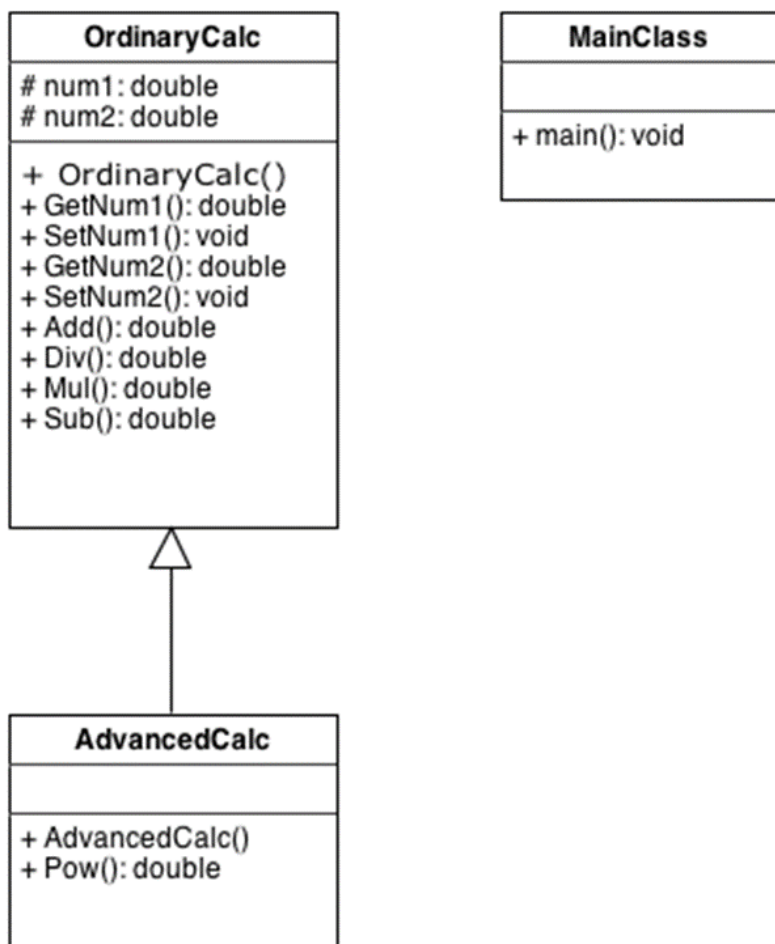 OrdinaryCalc
# num1: double
# num2: double
+ OrdinaryCalc()
+ GetNum1(): double
+ SetNum1(): void
+ GetNum2(): double
+ SetNum2(): void
+ Add(): double
+ Div(): double
+ Mul(): double
+ Sub(): double
MainClass
+ main(): void
AdvancedCalc
+ AdvancedCalc()
+ Pow(): double